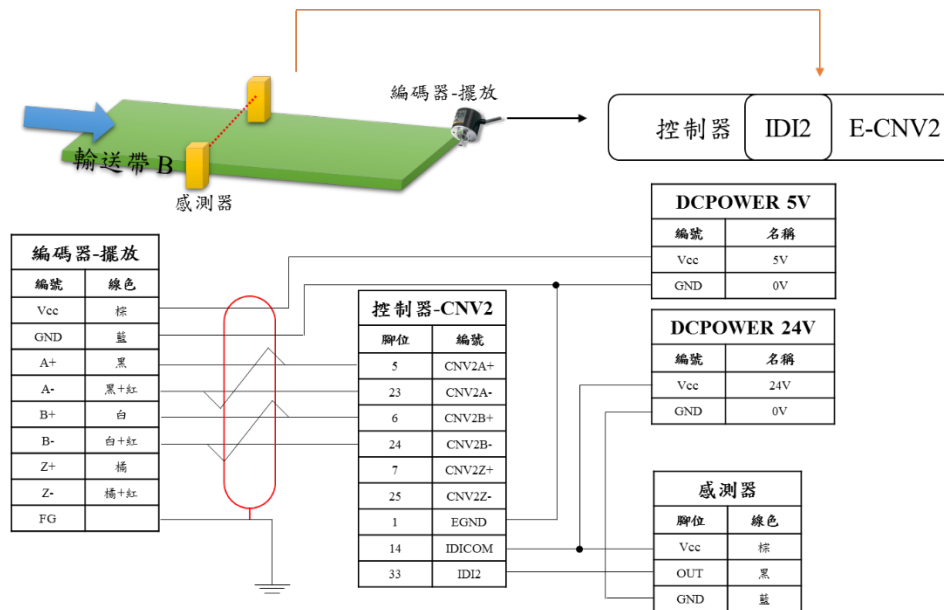 編碼器-擺放
控制器 IDI2 E-CNV2
輸送帶 B
感測器
DCPOWER 5V
編號 名稱
Vcc 5V
GND 0V
編碼器-擺放
編號 線色
Vcc 棕
GND 藍
A+ 黑
A- 黑+紅
B+ 白
B- 白+紅
Z+ 橘
Z- 橘+紅
FG
控制器-CNV2
腳位 編號
5 CNV2A+
23 CNV2A-
6 CNV2B+
24 CNV2B-
7 CNV2Z+
25 CNV2Z-
1 EGND
14 IDICOM
33 IDI2
DCPOWER 24V
編號 名稱
Vcc 24V
GND 0V
感測器
腳位 線色
Vcc 棕
OUT 黑
GND 藍